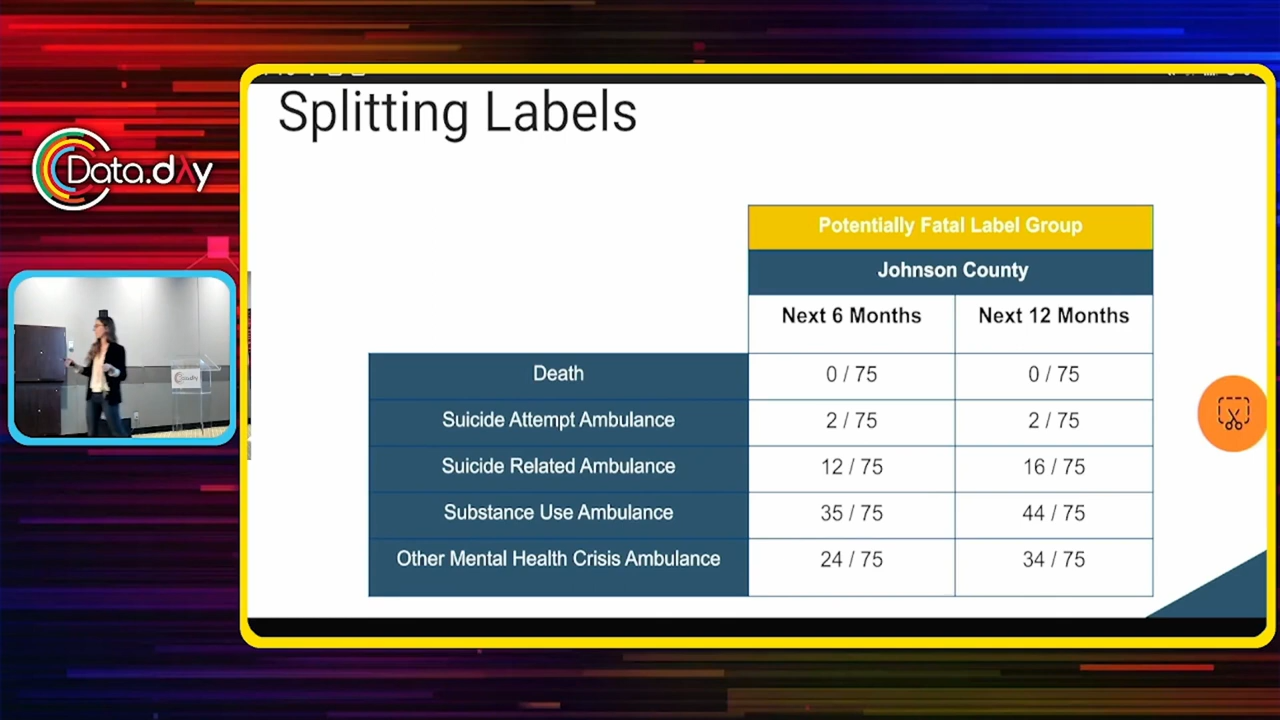 Splitting Labels
Data.dAy
Potentially Fatal Label Group
Johnson County
Next 6 Months Next 12 Months
Death 0 / 75 0 / 75
Suicide Attempt Ambulance 2 / 75 2 / 75
Suicide Related Ambulance 12 / 75 16 / 75
Substance Use Ambulance 35 / 75 44 / 75
Other Mental Health Crisis Ambulance 24 / 75 34 / 75